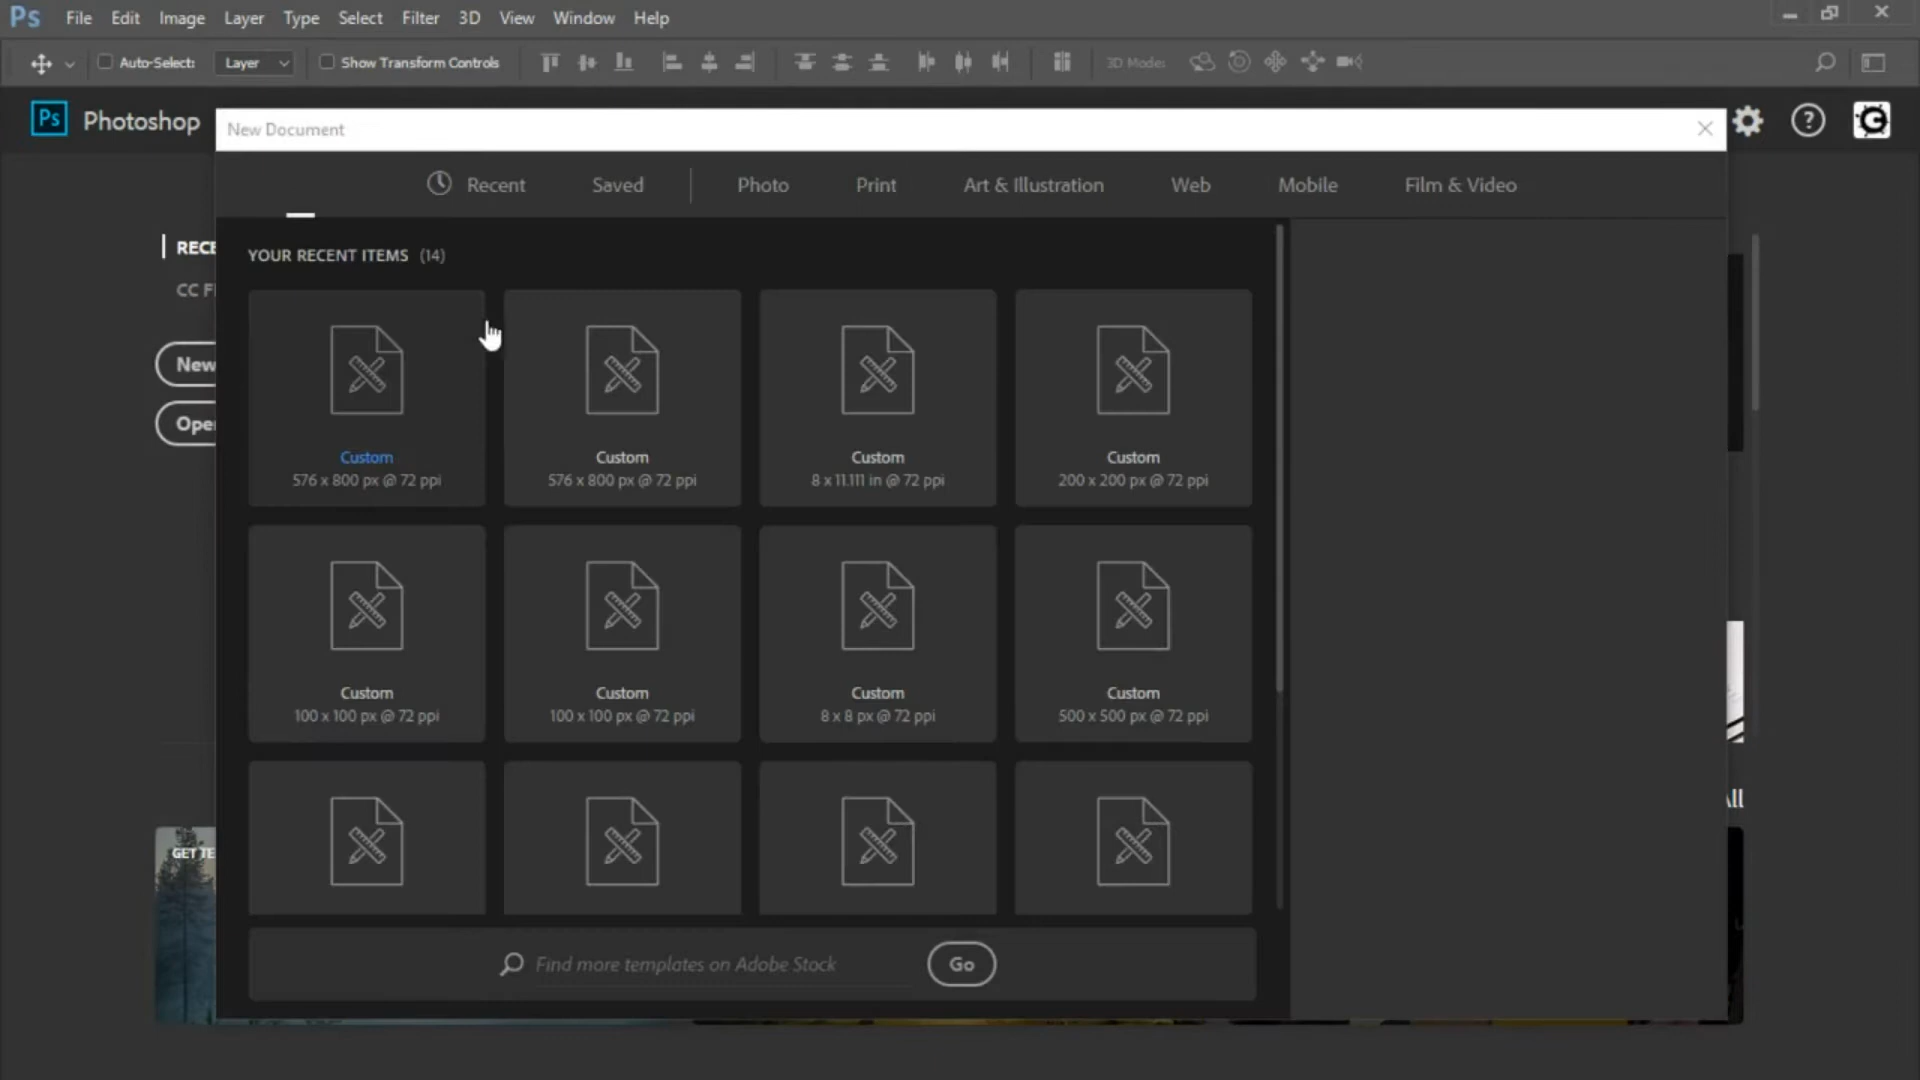 Ps File Edit Image Layer Type Select Filter 3D View Window Help
Auto-Select: Layer Show Transform Controls 3D Mode:
Ps Photoshop
New Document
Recent Saved Photo Print Art & Illustration Web Mobile Film & Video
RECE
YOUR RECENT ITEMS (14)
New
Custom Custom Custom Custom
576 x 800 px @ 72 ppi 576 x 800 px @ 72 ppi 8 x 11.111 in @ 72 ppi 200 x 200 px @ 72 ppi
Custom Custom Custom Custom
100 x 100 px @ 72 ppi 100 x 100 px @ 72 ppi 8 x 8 px @ 72 ppi 500 x 500 px @ 72 ppi
GET TE
Find more templates on Adobe Stock Go